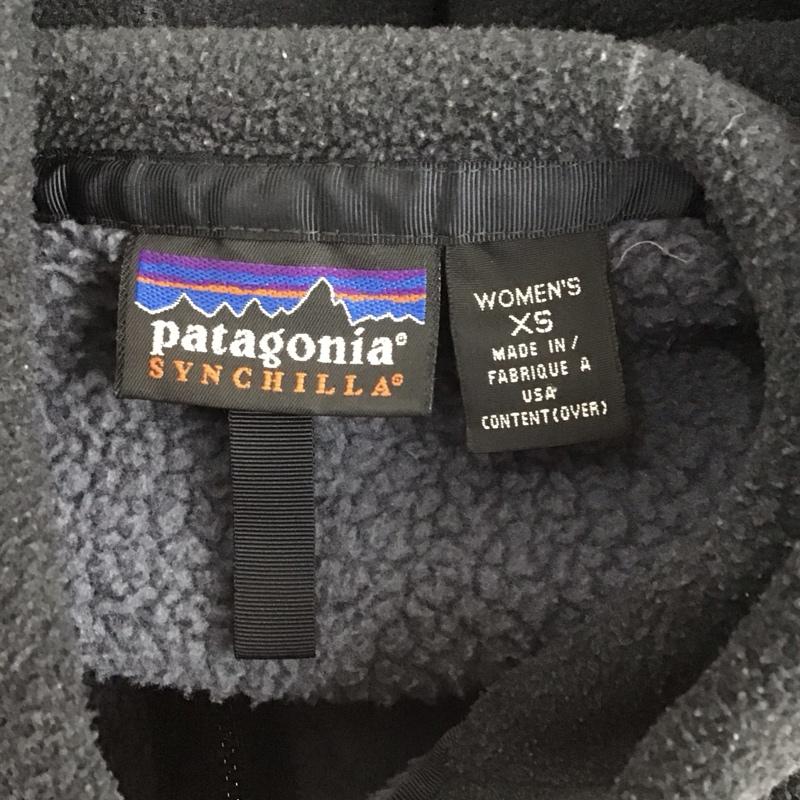 patagonia®
SYNCHILLA®
WOMEN'S
XS
MADE IN/
FABRIQUE A
USA
CONTENT(OVER)